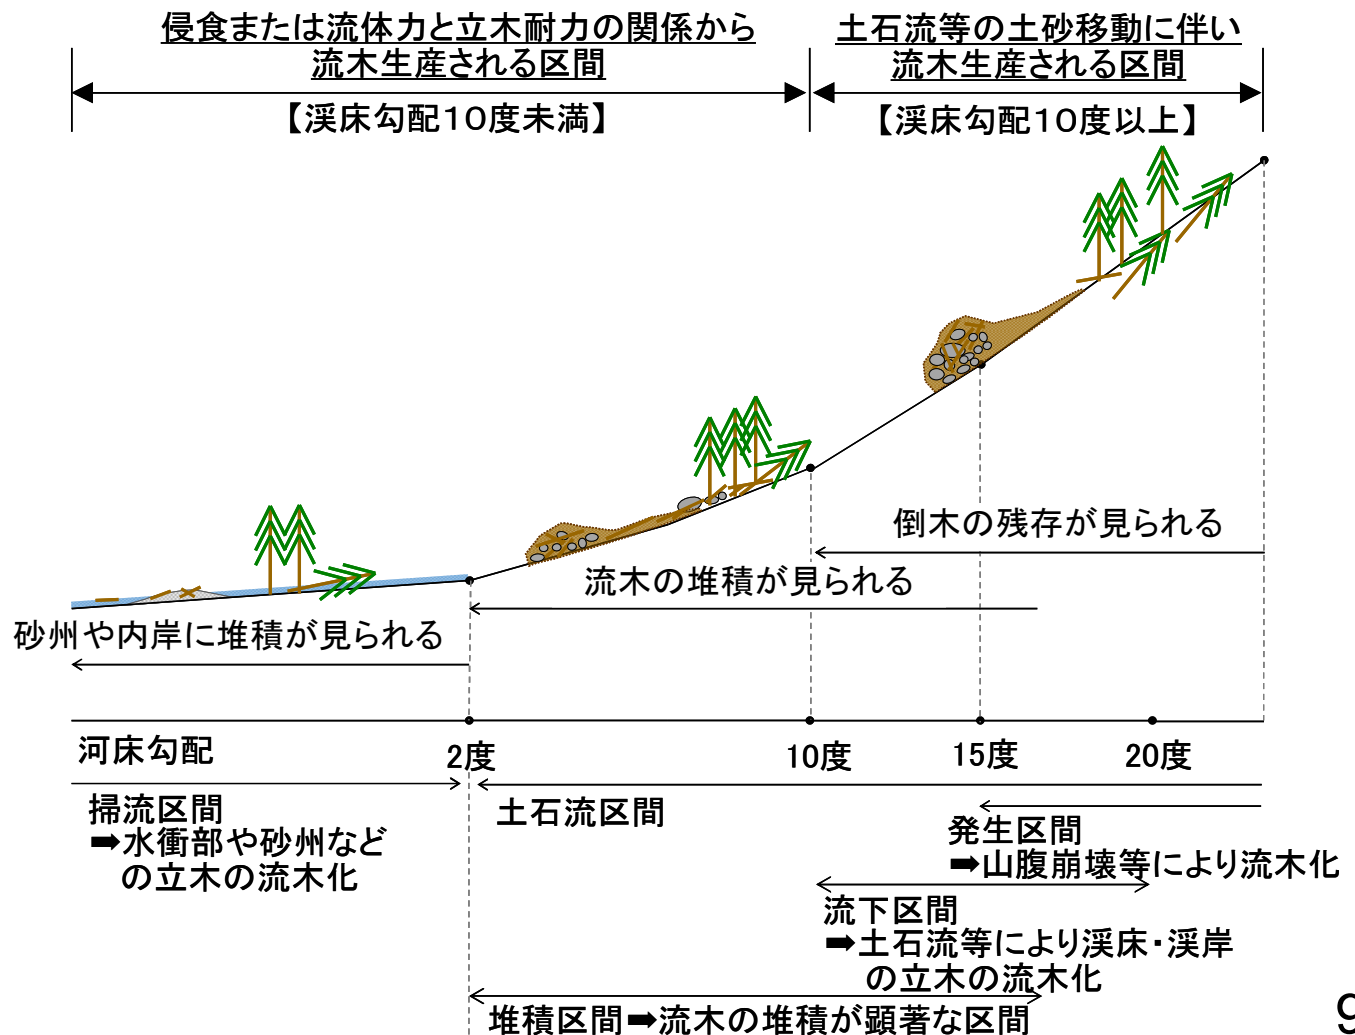 侵食または流体力と立木耐力の関係から
流木生産される区間
【渓床勾配10度未満】
土石流等の土砂移動に伴い
流木生産される区間
【渓床勾配10度以上】
倒木の残存が見られる
流木の堆積が見られる
砂州や内岸に堆積が見られる
河床勾配
2度
10度
15度
20度
掃流区間
➡水衝部や砂州など
の立木の流木化
土石流区間
発生区間
➡山腹崩壊等により流木化
流下区間
➡土石流等により渓床・渓岸
の立木の流木化
堆積区間➡流木の堆積が顕著な区間
9